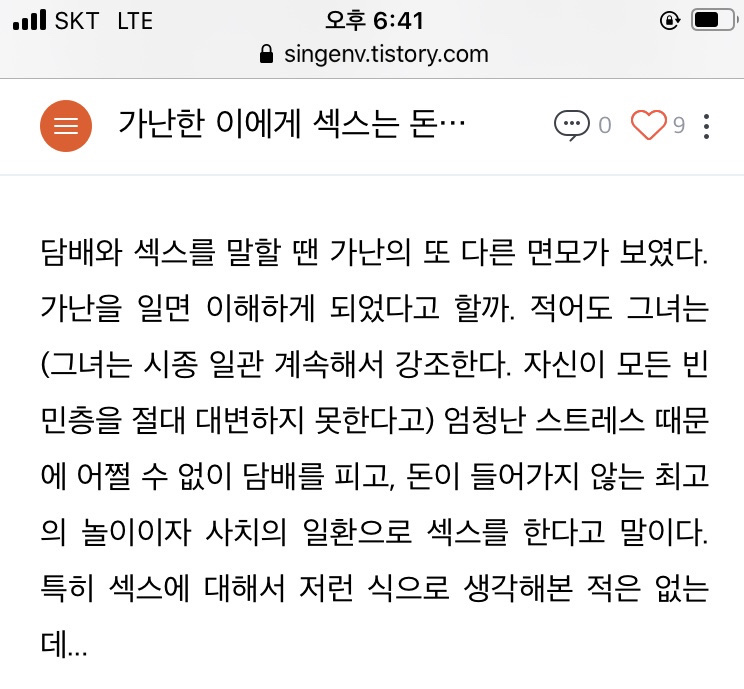 SKT LTE 오후 6:41
singenv.tistory.com
가난한 이에게 섹스는 돈… 0 9
담배와 섹스를 말할 땐 가난의 또 다른 면모가 보였다.
가난을 일면 이해하게 되었다고 할까. 적어도 그녀는
(그녀는 시종 일관 계속해서 강조한다. 자신이 모든 빈
민층을 절대 대변하지 못한다고) 엄청난 스트레스 때문
에 어쩔 수 없이 담배를 피고, 돈이 들어가지 않는 최고
의 놀이이자 사치의 일환으로 섹스를 한다고 말이다.
특히 섹스에 대해서 저런 식으로 생각해본 적은 없는
데...